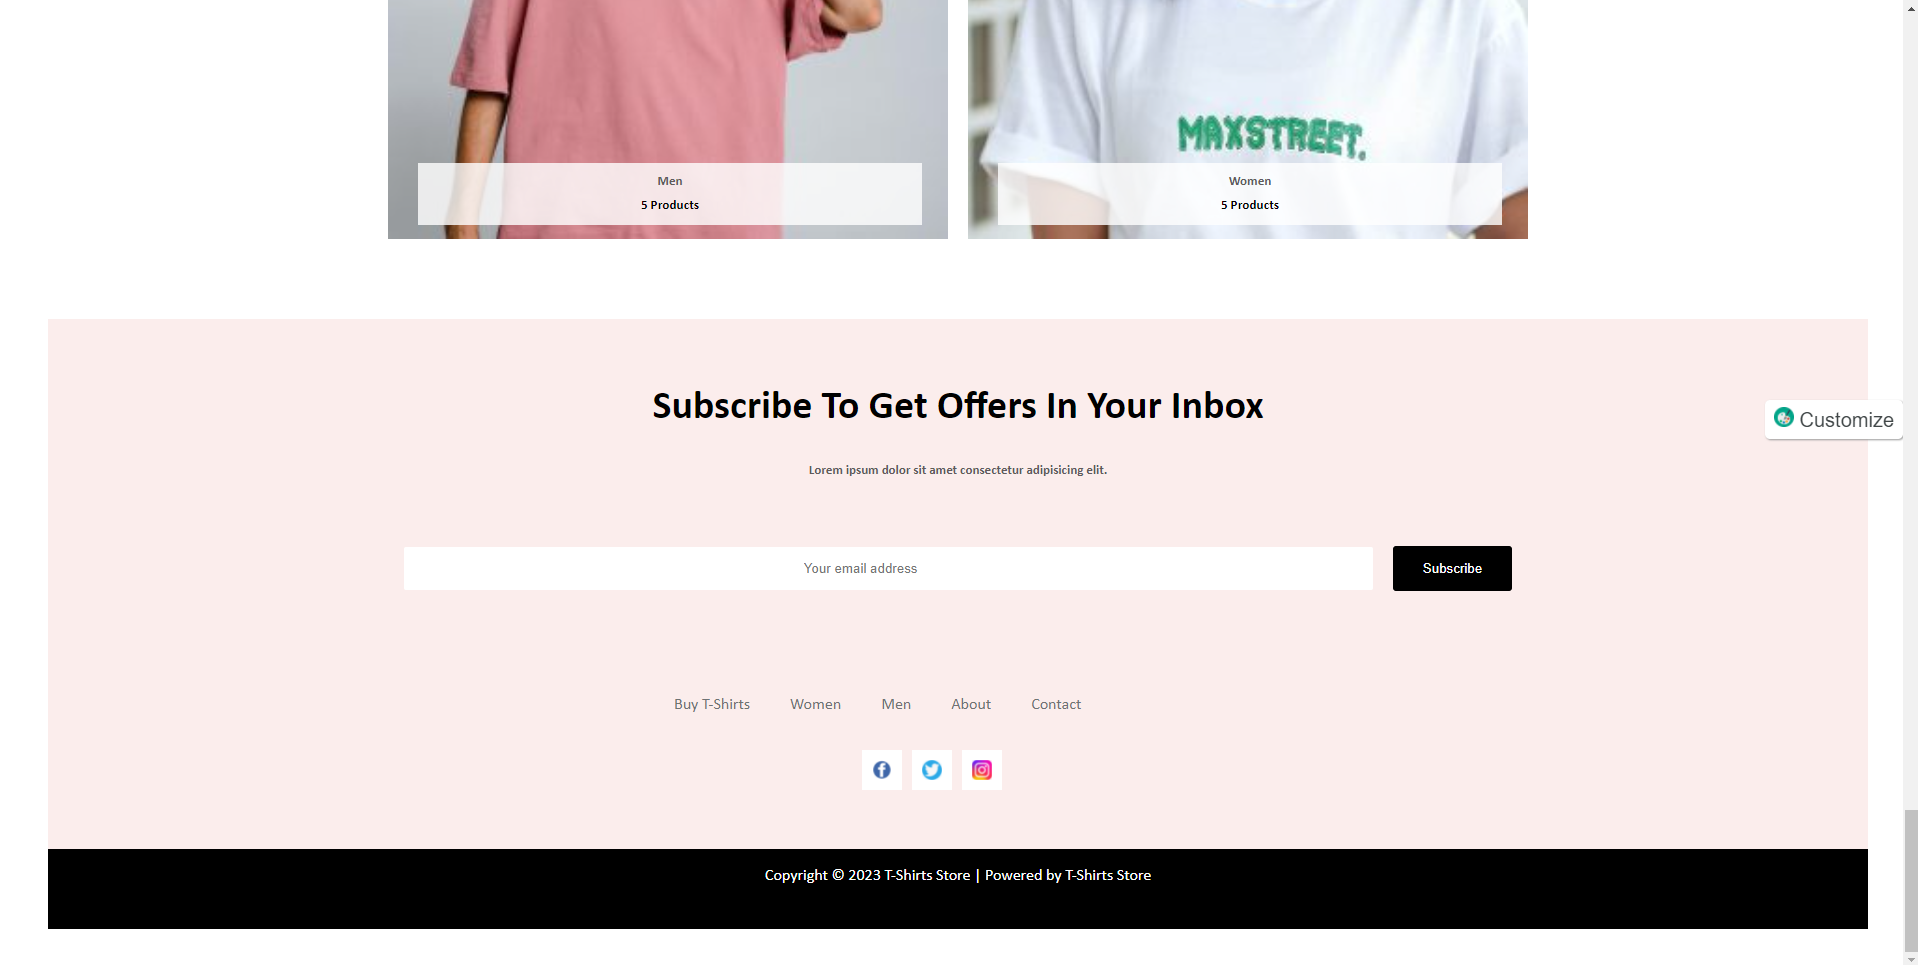 MAXSTREET.
Men
5 Products
Women
5 Products
Subscribe To Get Offers In Your Inbox
Customize
Lorem ipsum dolor sit amet consectetur adipisicing elit.
Your email address
Subscribe
Buy T-Shirts Women Men About Contact
Copyright © 2023 T-Shirts Store | Powered by T-Shirts Store